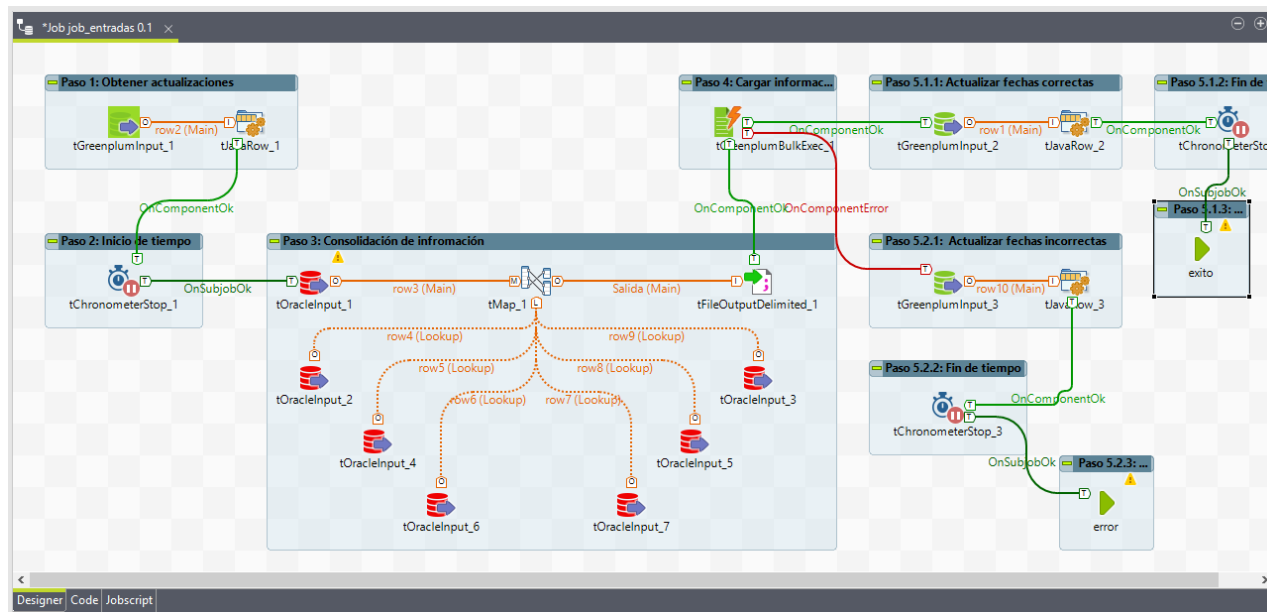 *Job job_entradas 0.1
Paso 1: Obtener actualizaciones
row2 (Main)
tGreenplumInput_1
tJavaRow_1
OnComponentOk
Paso 2: Inicio de tiempo
tChronometerStop_1
OnSubjobOk
Paso 3: Consolidación de infromación
tOracleInput_1
row3 (Main)
tMap_1
Salida (Main)
tFileOutputDelimited_1
row4 (Lookup)
row9 (Lookup)
row5 (Lookup)
row8 (Lookup)
tOracleInput_2
tOracleInput_3
row6 (Lookup)
row7 (Lookup)
tOracleInput_4
tOracleInput_5
tOracleInput_6
tOracleInput_7
Paso 4: Cargar informac...
tGreenplumBulkExec_1
OnComponentOk
OnComponentOk
OnComponentError
Paso 5.1.1: Actualizar fechas correctas
row1 (Main)
tGreenplumInput_2
tJavaRow_2
OnComponentOk
Paso 5.1.2: Fin de
tChronometerSto
OnSubjobOk
Paso 5.1.3: ...
exito
Paso 5.2.1: Actualizar fechas incorrectas
row10 (Main)
tGreenplumInput_3
tJavaRow_3
Paso 5.2.2: Fin de tiempo
OnComponentOk
tChronometerStop_3
OnSubjobOk
Paso 5.2.3: ...
error
Designer
Code
Jobscript